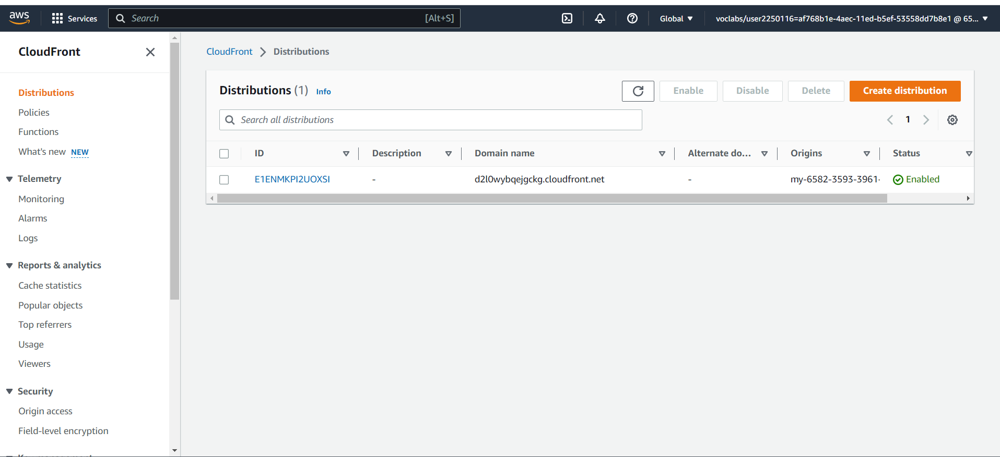 aws
Services
Search
[Alt+S]
Global
voclabs/user2250116=af768b1e-4aec-11ed-b5ef-53558dd7b8e1 @ 65...
CloudFront
Distributions
Policies
Functions
What's new NEW
Telemetry
Monitoring
Alarms
Logs
Reports & analytics
Cache statistics
Popular objects
Top referrers
Usage
Viewers
Security
Origin access
Field-level encryption
CloudFront > Distributions
Distributions (1) Info
Enable
Disable
Delete
Create distribution
Search all distributions
1
ID Description Domain name Alternate do... Origins Status
E1ENMKPI2UOXSI - d2l0wybqejgckg.cloudfront.net - my-6582-3593-3961- Enabled